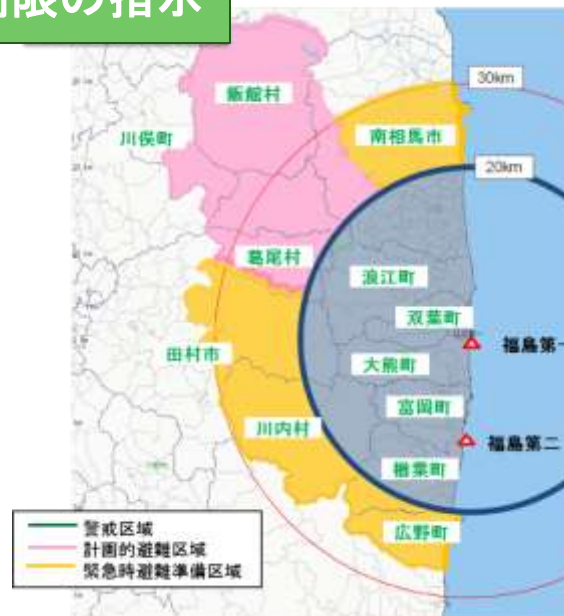 制限の指示
30km
飯舘村
川俣町
南相馬市
20km
葛尾村
浪江町
双葉町
福島第一
田村市
大熊町
富岡町
川内村
福島第二
楢葉町
広野町
警戒区域
計画的避難区域
緊急時避難準備区域